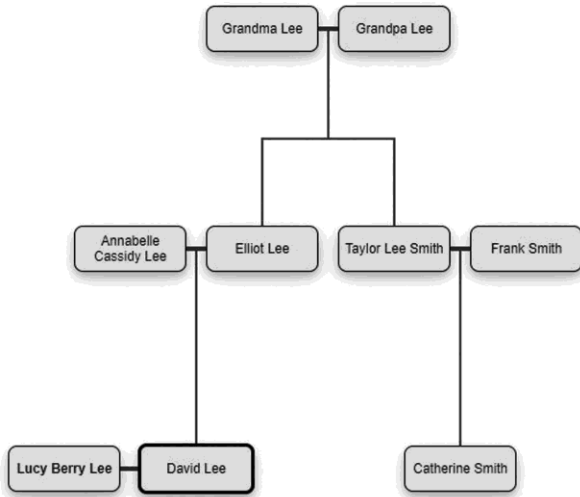 Grandma Lee
Grandpa Lee
Annabelle
Cassidy Lee
Elliot Lee
Taylor Lee Smith
Frank Smith
Lucy Berry Lee
David Lee
Catherine Smith